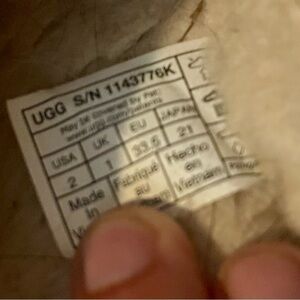 UGG S/N 1143776K
May be covered by Pat:
www.ugg.com/patents
USA UK EU JAPAN
2 1 33.5 21
Made Fabriqué Hecho
in au en
Vietnam